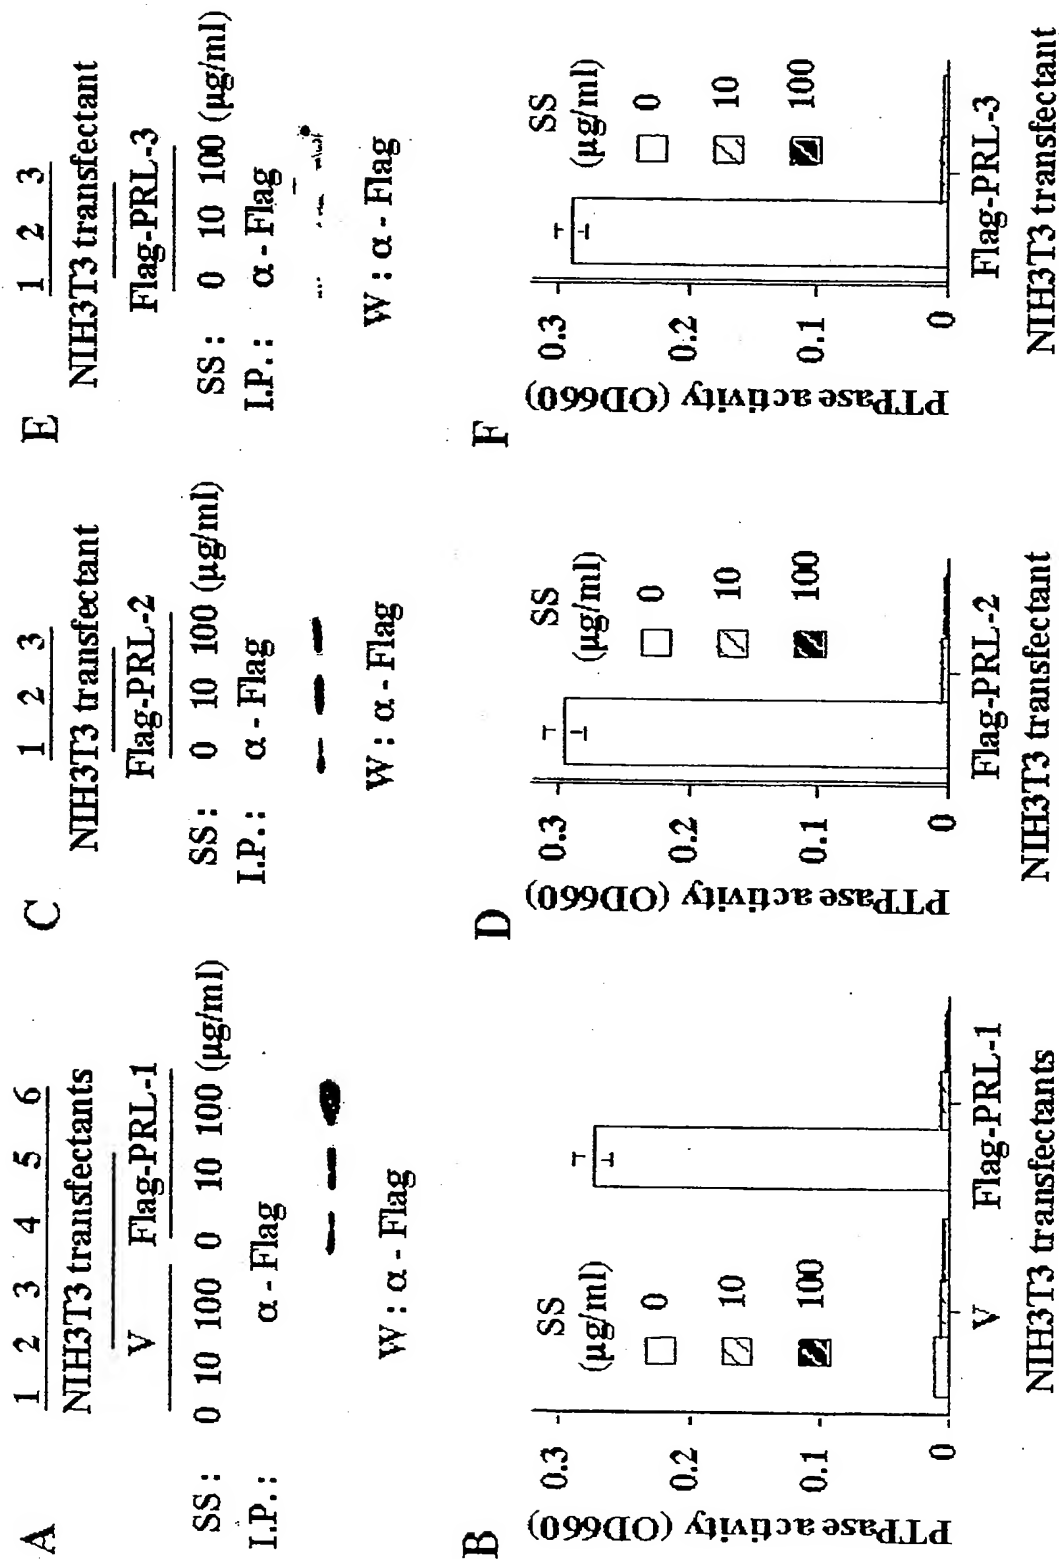 A
1 2 3 4 5 6
NIH3T3 transfectants
V Flag-PRL-1
SS : 0 10 100 0 10 100 (μg/ml)
I.P. : α - Flag
W : α - Flag
B
PTPase activity (OD660)
0.3
0.2
0.1
0
SS
(μg/ml)
0
10
100
V Flag-PRL-1
NIH3T3 transfectants
C
1 2 3
NIH3T3 transfectant
Flag-PRL-2
SS : 0 10 100 (μg/ml)
I.P. : α - Flag
W : α - Flag
D
PTPase activity (OD660)
0.3
0.2
0.1
0
SS
(μg/ml)
0
10
100
Flag-PRL-2
NIH3T3 transfectant
E
1 2 3
NIH3T3 transfectant
Flag-PRL-3
SS : 0 10 100 (μg/ml)
I.P. : α - Flag
W : α - Flag
F
PTPase activity (OD660)
0.3
0.2
0.1
0
SS
(μg/ml)
0
10
100
Flag-PRL-3
NIH3T3 transfectant